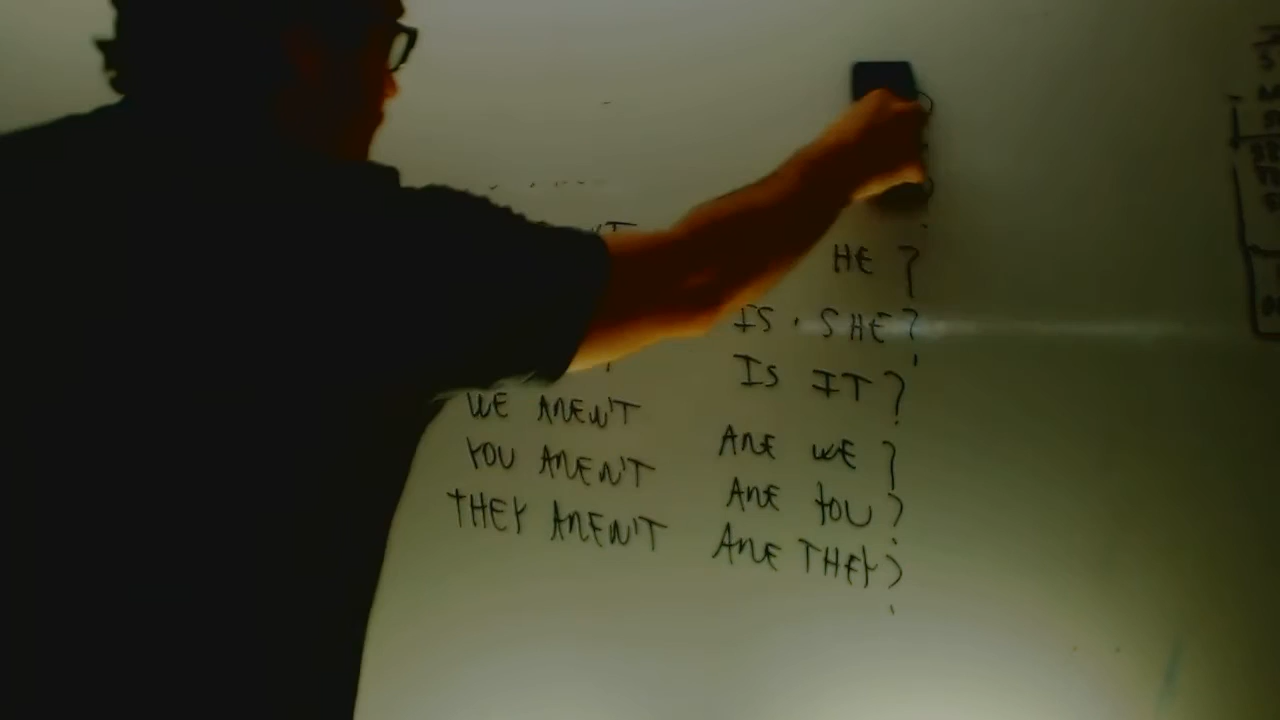 HE ?
IS SHE?
IS IT ?
WE AREN'T ARE WE ?
YOU AREN'T ARE YOU ?
THEY AREN'T ARE THEY?